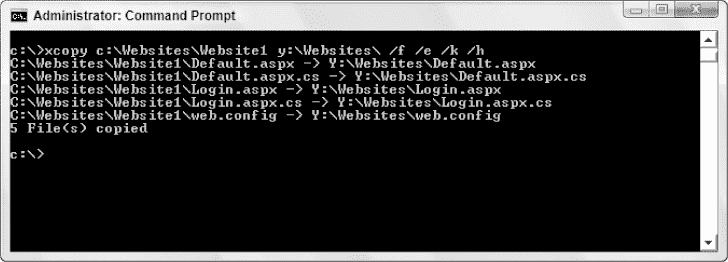 Administrator: Command Prompt
c:\>xcopy c:\Websites\Website1 y:\Websites\ /f /e /k /h
C:\Websites\Website1\Default.aspx -> Y:\Websites\Default.aspx
C:\Websites\Website1\Default.aspx.cs -> Y:\Websites\Default.aspx.cs
C:\Websites\Website1\Login.aspx -> Y:\Websites\Login.aspx
C:\Websites\Website1\Login.aspx.cs -> Y:\Websites\Login.aspx.cs
C:\Websites\Website1\web.config -> Y:\Websites\web.config
5 File(s) copied
c:\>